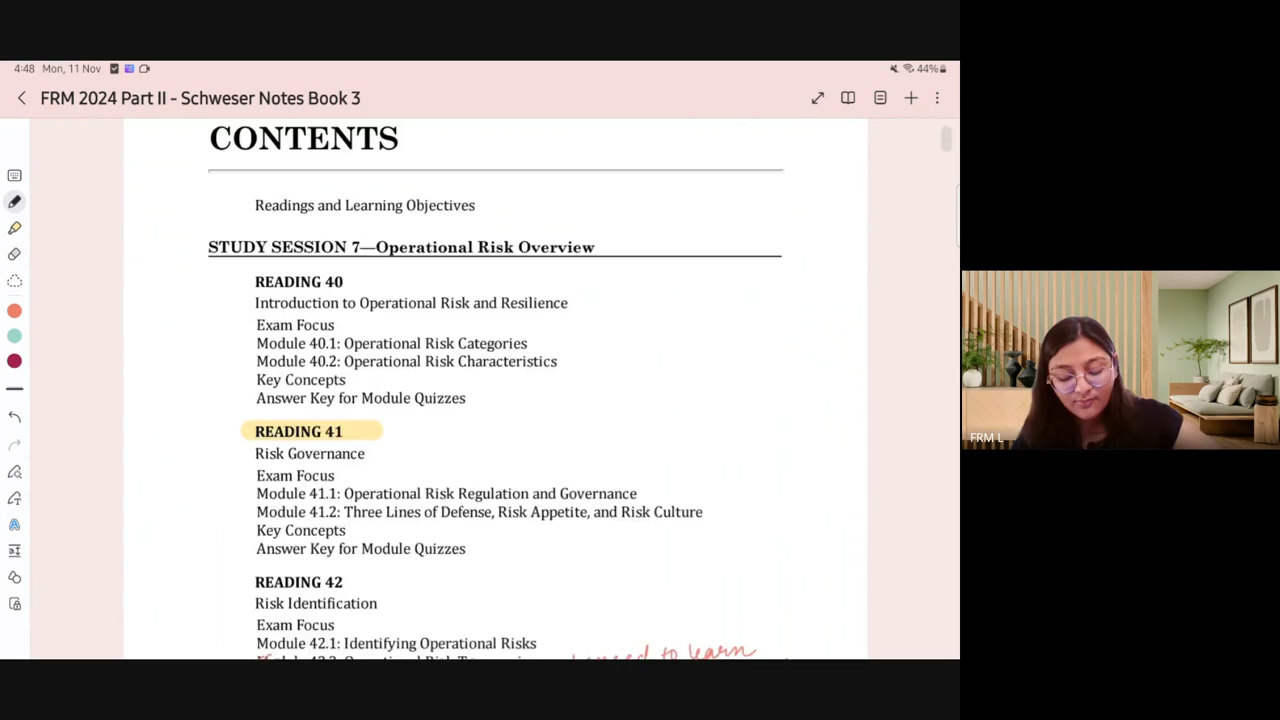 4:48 Mon, 11 Nov 44%
FRM 2024 Part II - Schweser Notes Book 3
CONTENTS
Readings and Learning Objectives
STUDY SESSION 7—Operational Risk Overview
READING 40
Introduction to Operational Risk and Resilience
Exam Focus
Module 40.1: Operational Risk Categories
Module 40.2: Operational Risk Characteristics
Key Concepts
Answer Key for Module Quizzes
READING 41
Risk Governance
Exam Focus
Module 41.1: Operational Risk Regulation and Governance
Module 41.2: Three Lines of Defense, Risk Appetite, and Risk Culture
Key Concepts
Answer Key for Module Quizzes
READING 42
Risk Identification
Exam Focus
Module 42.1: Identifying Operational Risks
to learn
FRM L